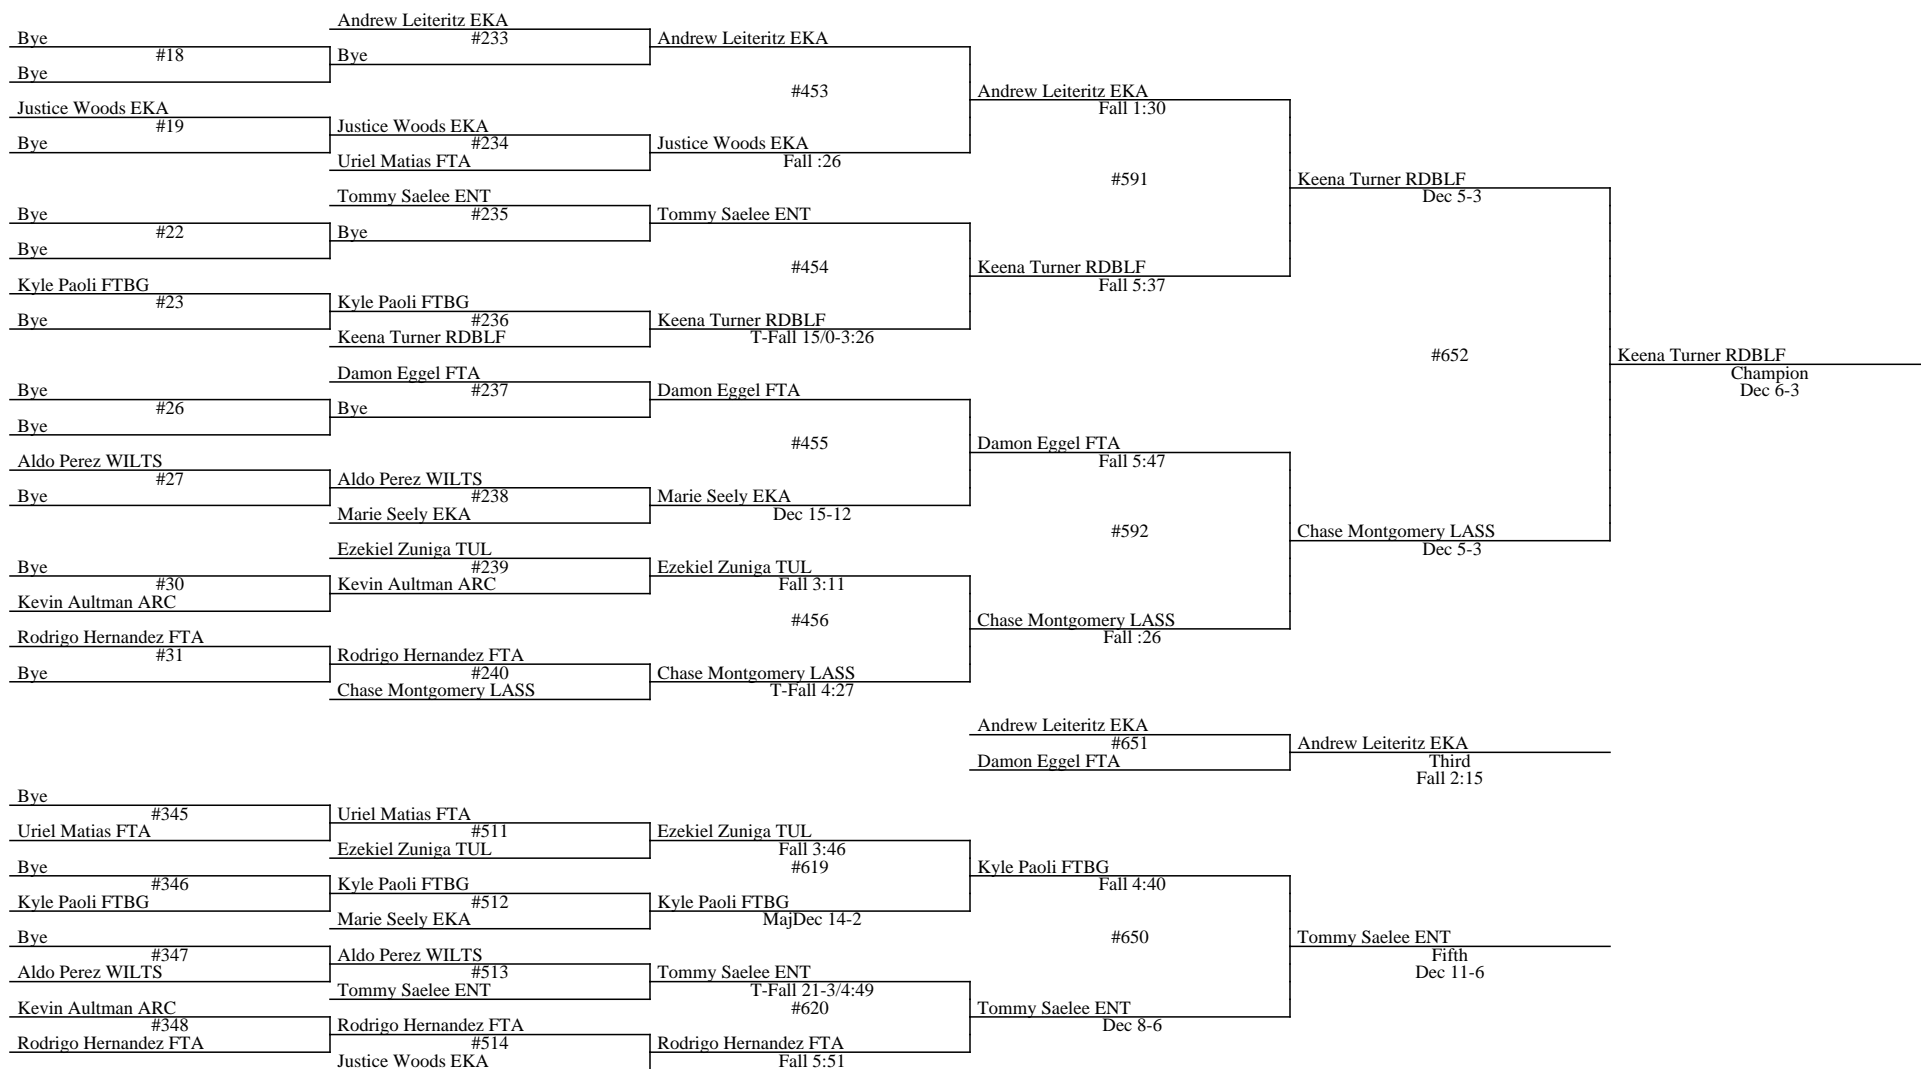 Andrew Leiteritz EKA
Bye
#233
Andrew Leiteritz EKA
#18
Bye
Bye
#453
Andrew Leiteritz EKA
Justice Woods EKA
Fall 1:30
#19
Justice Woods EKA
Bye
#234
Justice Woods EKA
Uriel Matias FTA
Fall :26
#591
Keena Turner RDBLF
Tommy Saelee ENT
Dec 5-3
Bye
#235
Tommy Saelee ENT
#22
Bye
Bye
#454
Keena Turner RDBLF
Kyle Paoli FTBG
Fall 5:37
#23
Kyle Paoli FTBG
Bye
#236
Keena Turner RDBLF
Keena Turner RDBLF
T-Fall 15/0-3:26
#652
Keena Turner RDBLF
Damon Eggel FTA
Champion
Bye
#237
Damon Eggel FTA
Dec 6-3
#26
Bye
Bye
#455
Damon Eggel FTA
Aldo Perez WILTS
Fall 5:47
#27
Aldo Perez WILTS
Bye
#238
Marie Seely EKA
Marie Seely EKA
Dec 15-12
#592
Chase Montgomery LASS
Ezekiel Zuniga TUL
Dec 5-3
Bye
#239
Ezekiel Zuniga TUL
#30
Kevin Aultman ARC
Fall 3:11
Kevin Aultman ARC
#456
Chase Montgomery LASS
Rodrigo Hernandez FTA
Fall :26
#31
Rodrigo Hernandez FTA
Bye
#240
Chase Montgomery LASS
Chase Montgomery LASS
T-Fall 4:27
Andrew Leiteritz EKA
#651
Andrew Leiteritz EKA
Damon Eggel FTA
Third
Fall 2:15
Bye
#345
Uriel Matias FTA
Uriel Matias FTA
#511
Ezekiel Zuniga TUL
Ezekiel Zuniga TUL
Fall 3:46
Bye
#619
Kyle Paoli FTBG
#346
Kyle Paoli FTBG
Fall 4:40
Kyle Paoli FTBG
#512
Kyle Paoli FTBG
Marie Seely EKA
MajDec 14-2
Bye
#650
Tommy Saelee ENT
#347
Aldo Perez WILTS
Fifth
Aldo Perez WILTS
#513
Tommy Saelee ENT
Dec 11-6
Tommy Saelee ENT
T-Fall 21-3/4:49
Kevin Aultman ARC
#620
Tommy Saelee ENT
#348
Rodrigo Hernandez FTA
Dec 8-6
Rodrigo Hernandez FTA
#514
Rodrigo Hernandez FTA
Justice Woods EKA
Fall 5:51